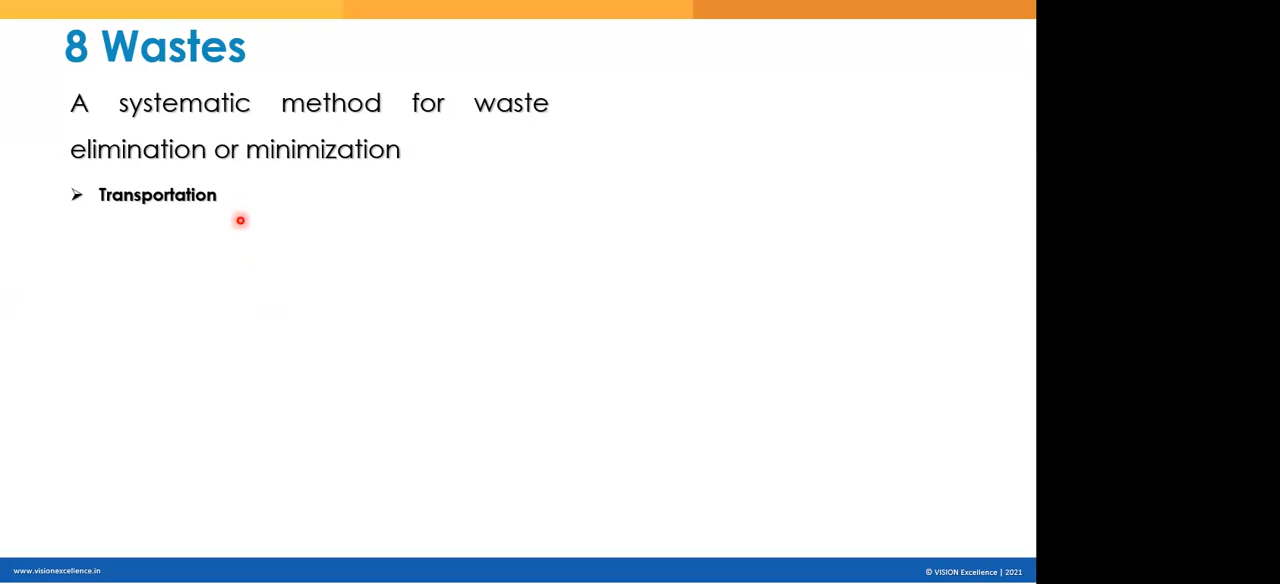 8 Wastes
A systematic method for waste
elimination or minimization
➢ Transportation
www.visionexcellence.in
© VISION Excellence | 2021